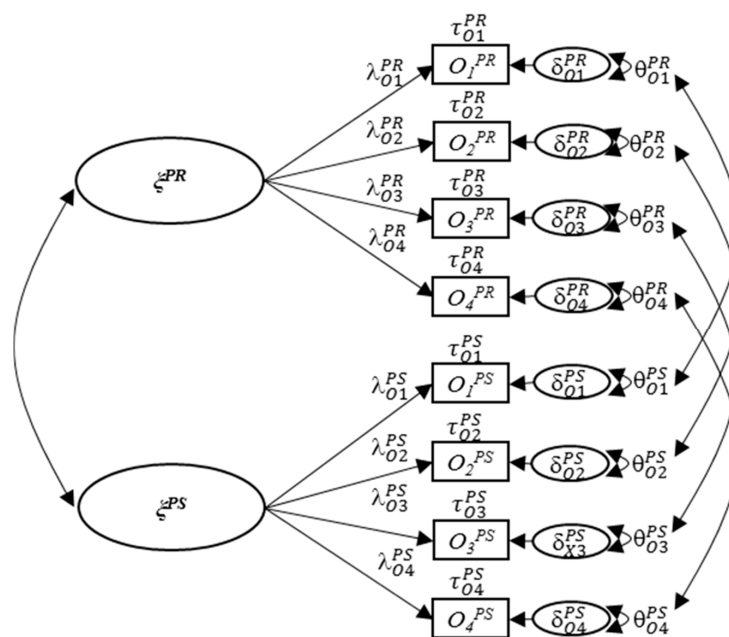 τ_{O1}^{PR}
λ_{O1}^{PR} O_1^{PR} δ_{O1}^{PR} θ_{O1}^{PR}
τ_{O2}^{PR}
λ_{O2}^{PR} O_2^{PR} δ_{O2}^{PR} θ_{O2}^{PR}
ξ^{PR}
τ_{O3}^{PR}
λ_{O3}^{PR} O_3^{PR} δ_{O3}^{PR} θ_{O3}^{PR}
τ_{O4}^{PR}
λ_{O4}^{PR} O_4^{PR} δ_{O4}^{PR} θ_{O4}^{PR}
τ_{O1}^{PS}
λ_{O1}^{PS} O_1^{PS} δ_{O1}^{PS} θ_{O1}^{PS}
τ_{O2}^{PS}
λ_{O2}^{PS} O_2^{PS} δ_{O2}^{PS} θ_{O2}^{PS}
ξ^{PS}
τ_{O3}^{PS}
λ_{O3}^{PS} O_3^{PS} δ_{X3}^{PS} θ_{O3}^{PS}
τ_{O4}^{PS}
λ_{O4}^{PS} O_4^{PS} δ_{O4}^{PS} θ_{O4}^{PS}